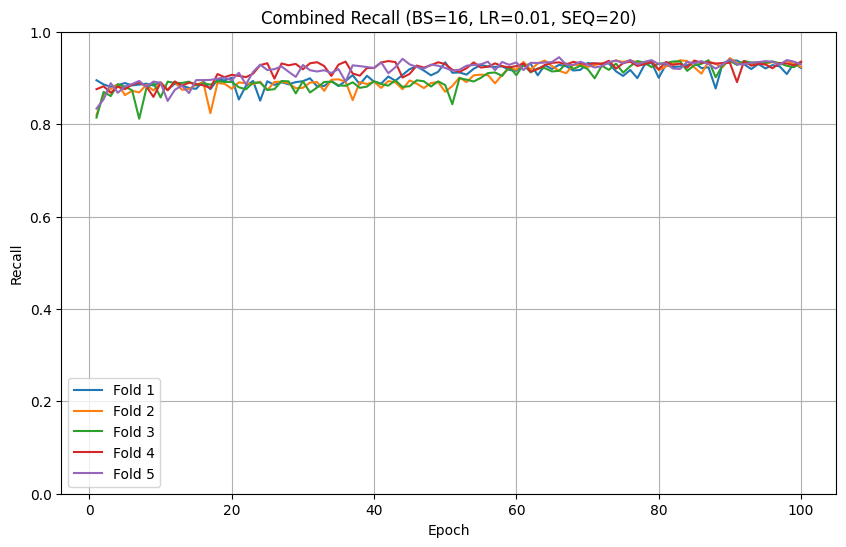 Combined Recall (BS=16, LR=0.01, SEQ=20)
1.0
0.8
0.6
0.4
0.2
0.0
Recall
Fold 1
Fold 2
Fold 3
Fold 4
Fold 5
0 20 40 60 80 100
Epoch